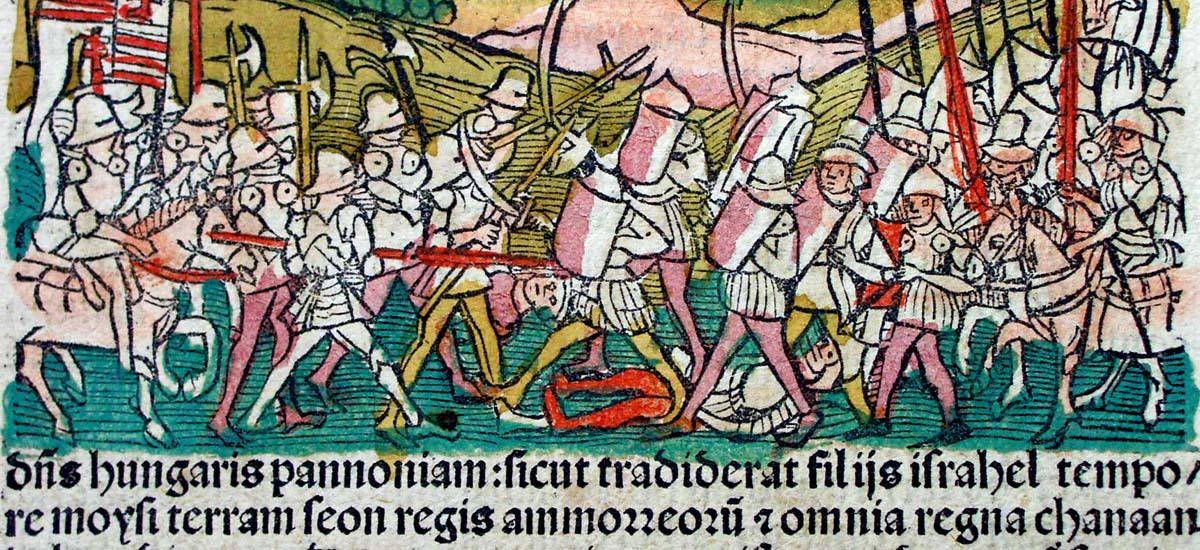 dn̄s hungaris pannoniam:ſicut tradiderat filijs iſrahel tempo/
re moyſi terram ſeon regis ammorreorū ⁊ omnia regna chanaan